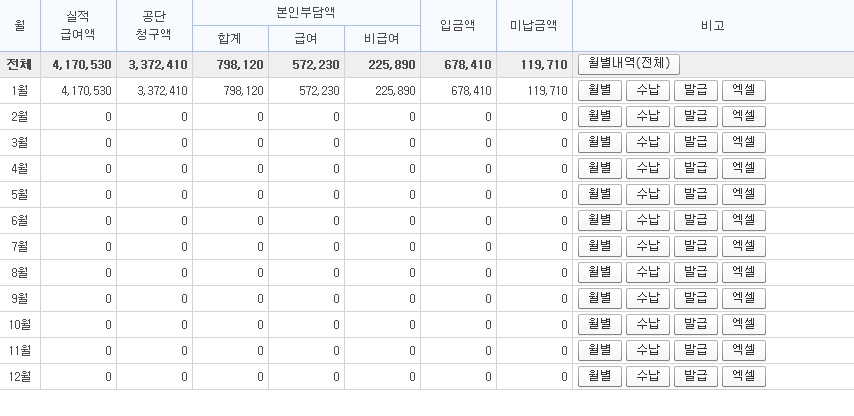 월 실적 급여액 공단 청구액 본인부담액 입금액 미납금액 비고
합계 급여 비급여
전체 4,170,530 3,372,410 798,120 572,230 225,890 678,410 119,710 월별내역(전체)
1월 4,170,530 3,372,410 798,120 572,230 225,890 678,410 119,710 월별 수납 발급 엑셀
2월 0 0 0 0 0 0 0 월별 수납 발급 엑셀
3월 0 0 0 0 0 0 0 월별 수납 발급 엑셀
4월 0 0 0 0 0 0 0 월별 수납 발급 엑셀
5월 0 0 0 0 0 0 0 월별 수납 발급 엑셀
6월 0 0 0 0 0 0 0 월별 수납 발급 엑셀
7월 0 0 0 0 0 0 0 월별 수납 발급 엑셀
8월 0 0 0 0 0 0 0 월별 수납 발급 엑셀
9월 0 0 0 0 0 0 0 월별 수납 발급 엑셀
10월 0 0 0 0 0 0 0 월별 수납 발급 엑셀
11월 0 0 0 0 0 0 0 월별 수납 발급 엑셀
12월 0 0 0 0 0 0 0 월별 수납 발급 엑셀